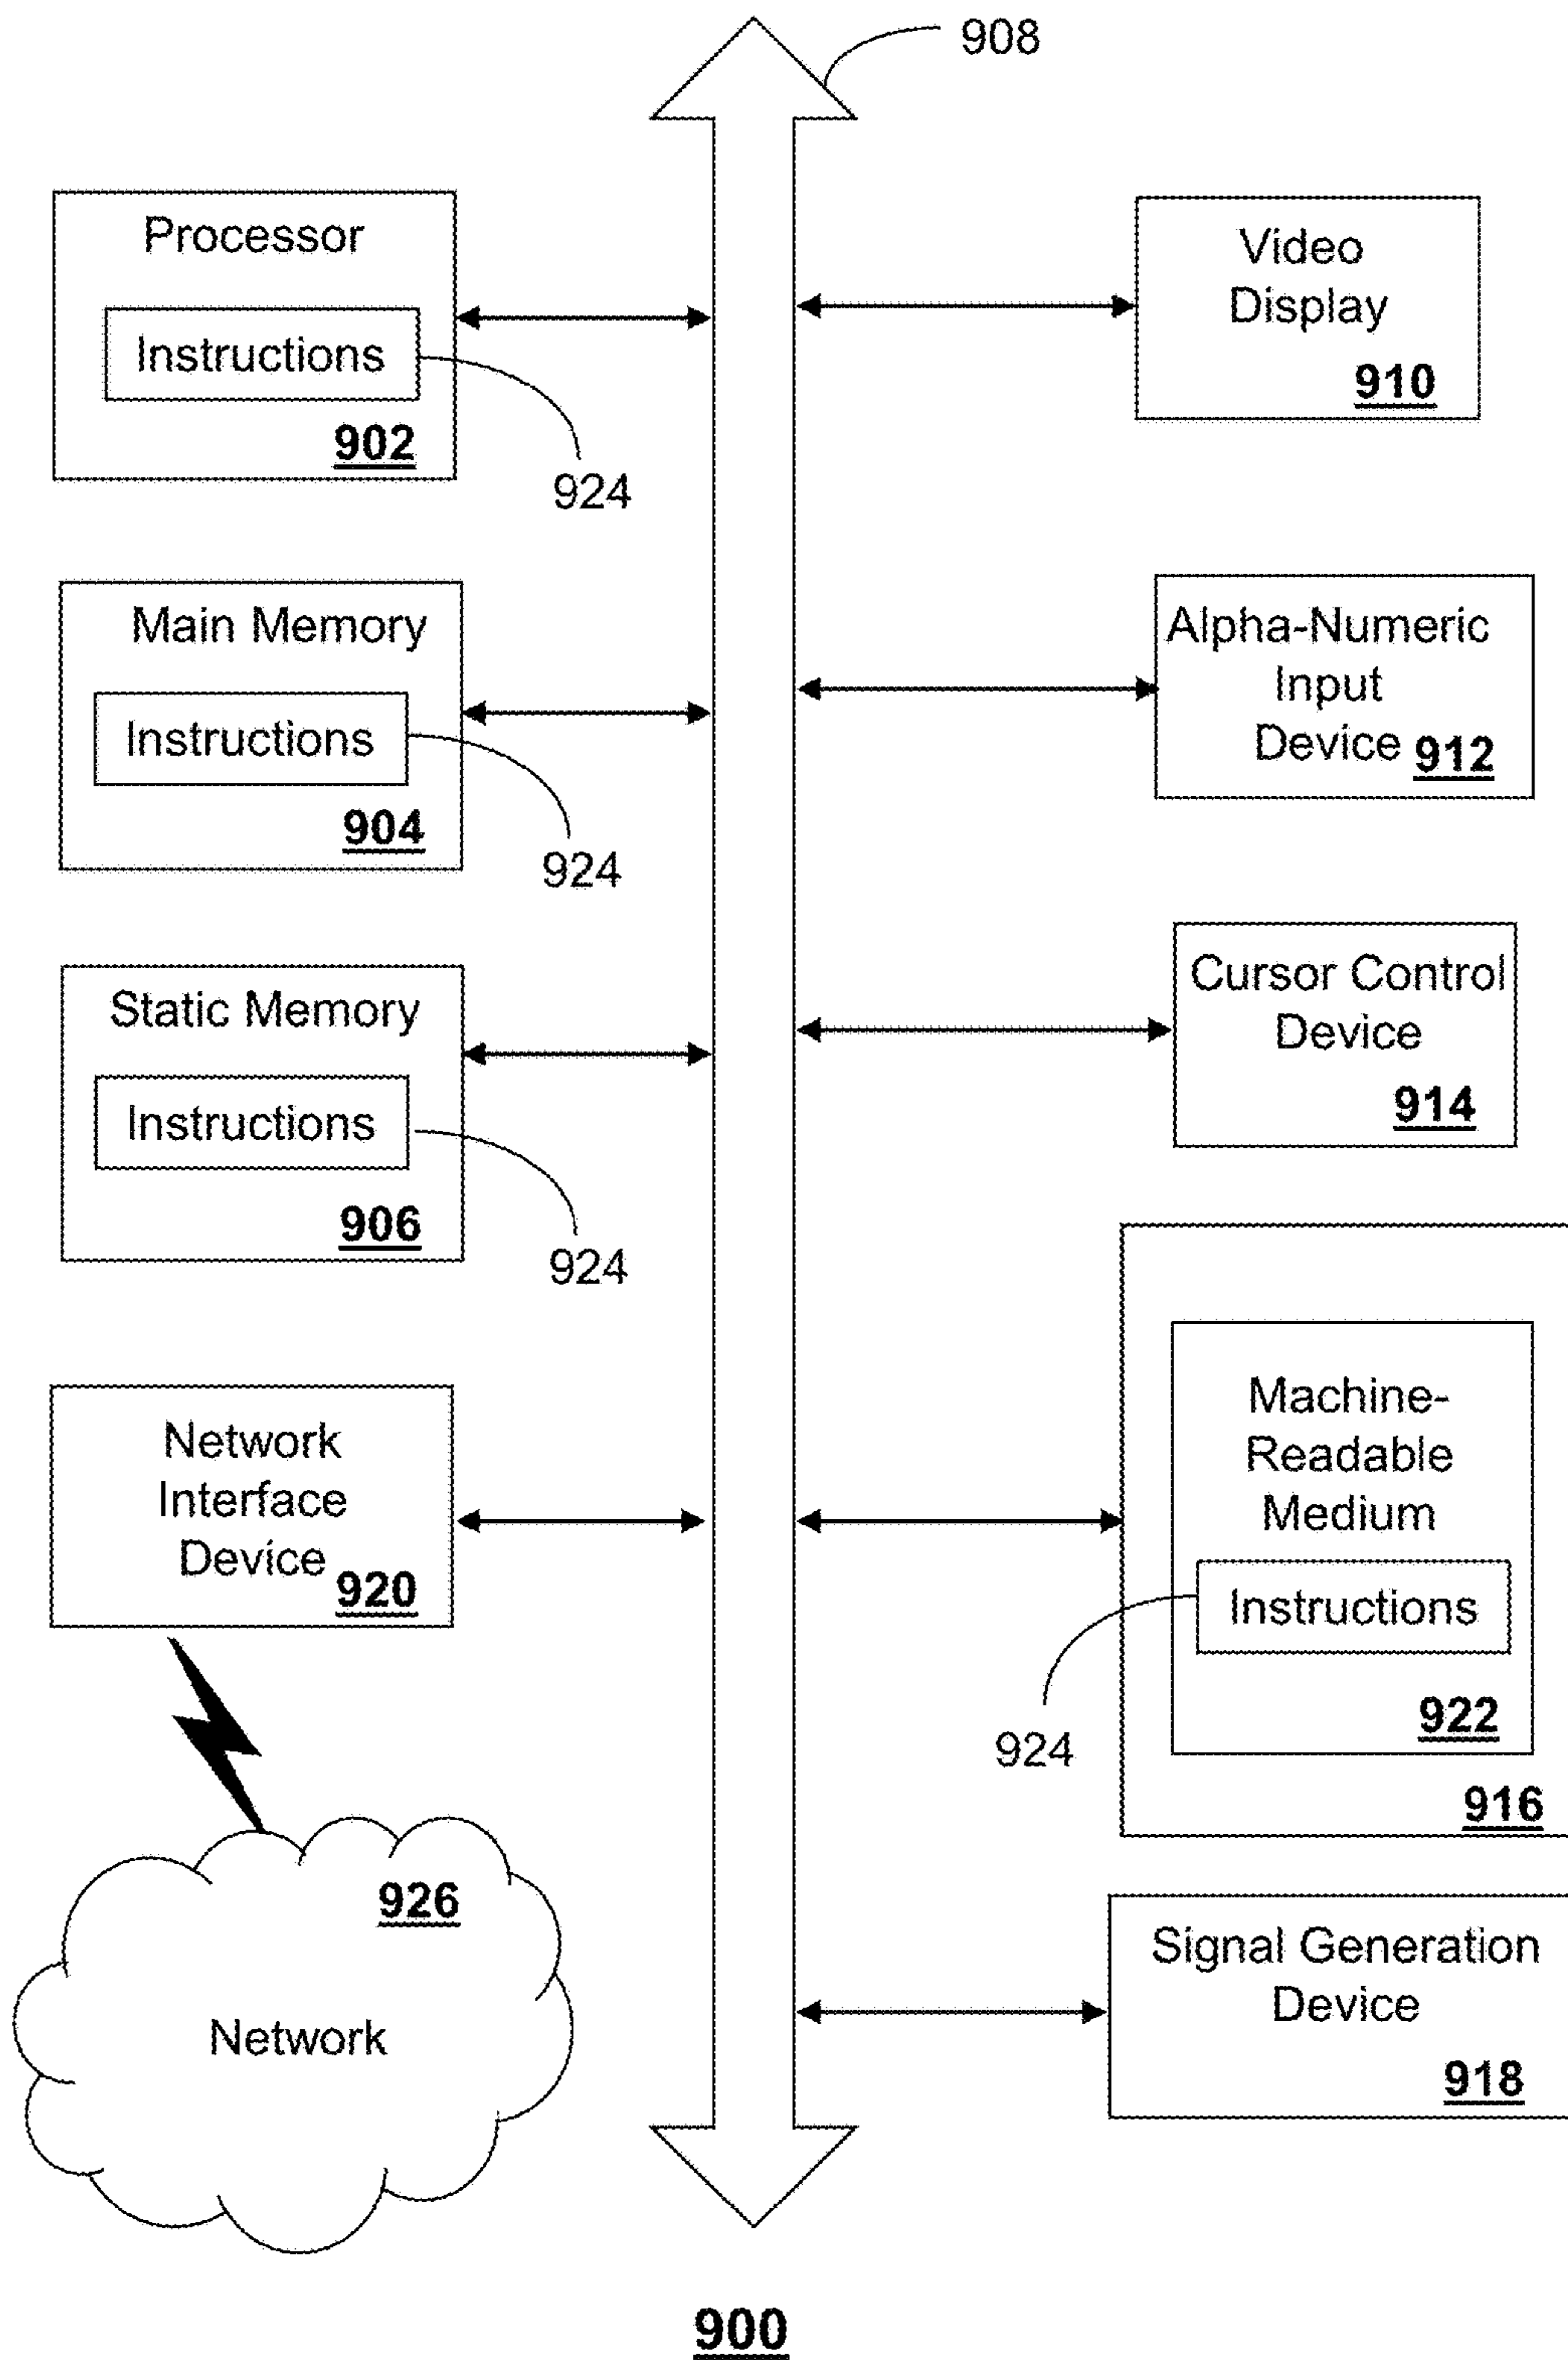 908
Processor
Instructions
902
924
Main Memory
Instructions
904
924
Static Memory
Instructions
906
924
Network
Interface
Device
920
926
Network
Video
Display
910
Alpha-Numeric
Input
Device 912
Cursor Control
Device
914
Machine-
Readable
Medium
Instructions
922
924
916
Signal Generation
Device
918
900